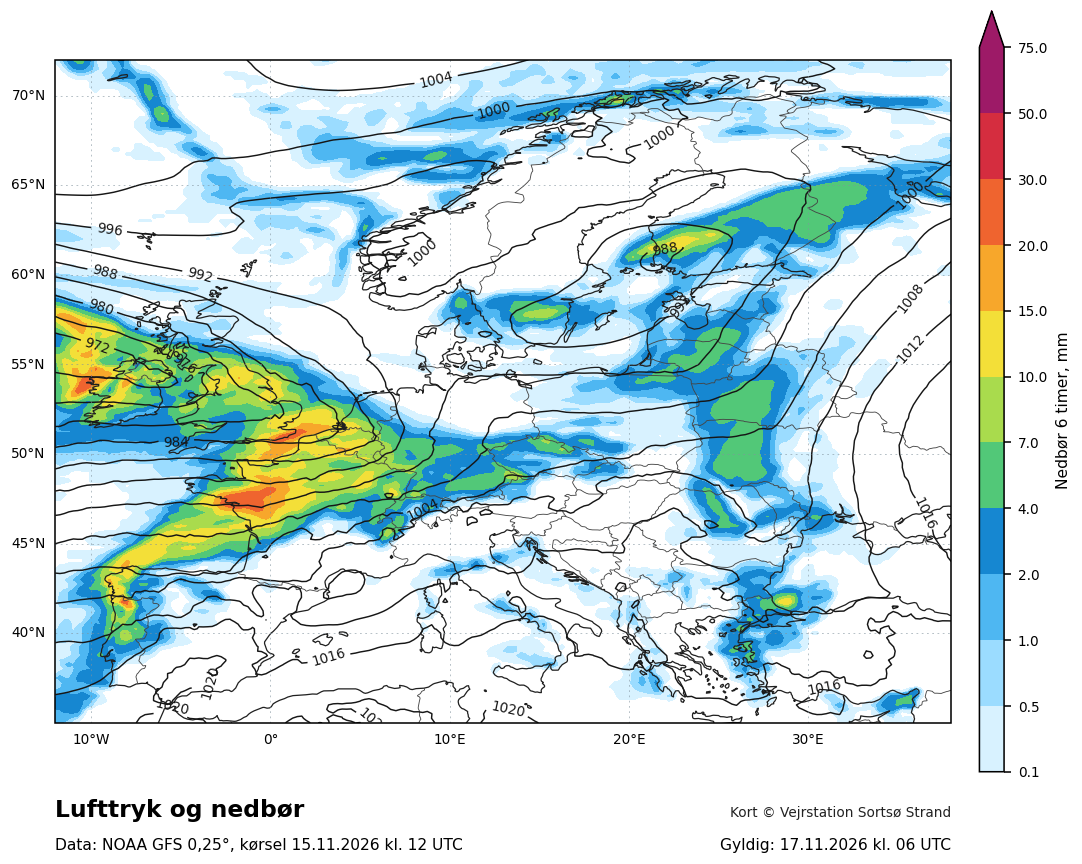 75.0
50.0
30.0
20.0
15.0
10.0
7.0
4.0
2.0
1.0
0.5
0.1
Nedbør 6 timer, mm
70°N
65°N
60°N
55°N
50°N
45°N
40°N
10°W
0°
10°E
20°E
30°E
1004
1000
1000
996
992
988
980
972
976
984
1000
988
992
1000
1008
1012
1016
1004
1016
1020
1020
1020
1016
Lufttryk og nedbør
Kort © Vejrstation Sortsø Strand
Data: NOAA GFS 0,25°, kørsel 15.11.2026 kl. 12 UTC
Gyldig: 17.11.2026 kl. 06 UTC